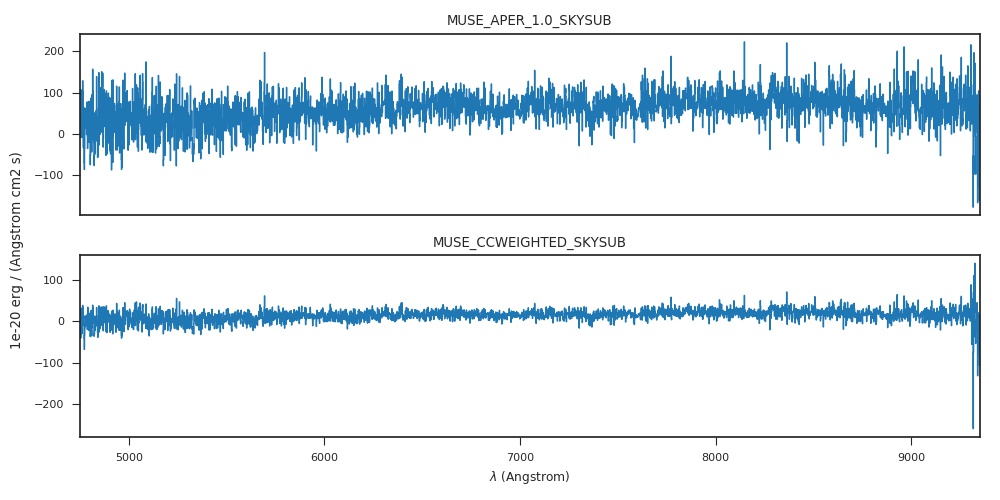 MUSE_APER_1.0_SKYSUB
200
100
0
−100
MUSE_CCWEIGHTED_SKYSUB
100
0
−100
−200
1e-20 erg / (Angstrom cm2 s)
5000 6000 7000 8000 9000
λ (Angstrom)